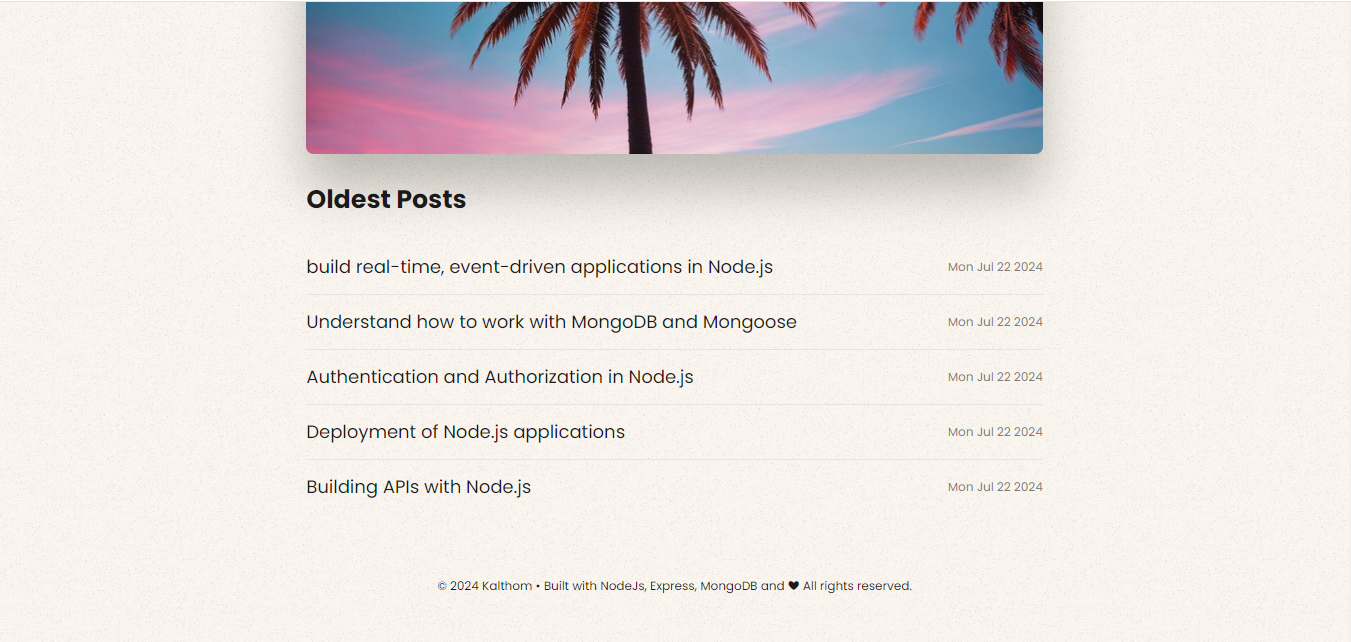 Oldest Posts
build real-time, event-driven applications in Node.js
Mon Jul 22 2024
Understand how to work with MongoDB and Mongoose
Mon Jul 22 2024
Authentication and Authorization in Node.js
Mon Jul 22 2024
Deployment of Node.js applications
Mon Jul 22 2024
Building APIs with Node.js
Mon Jul 22 2024
© 2024 Kalthom • Built with NodeJs, Express, MongoDB and ♥ All rights reserved.